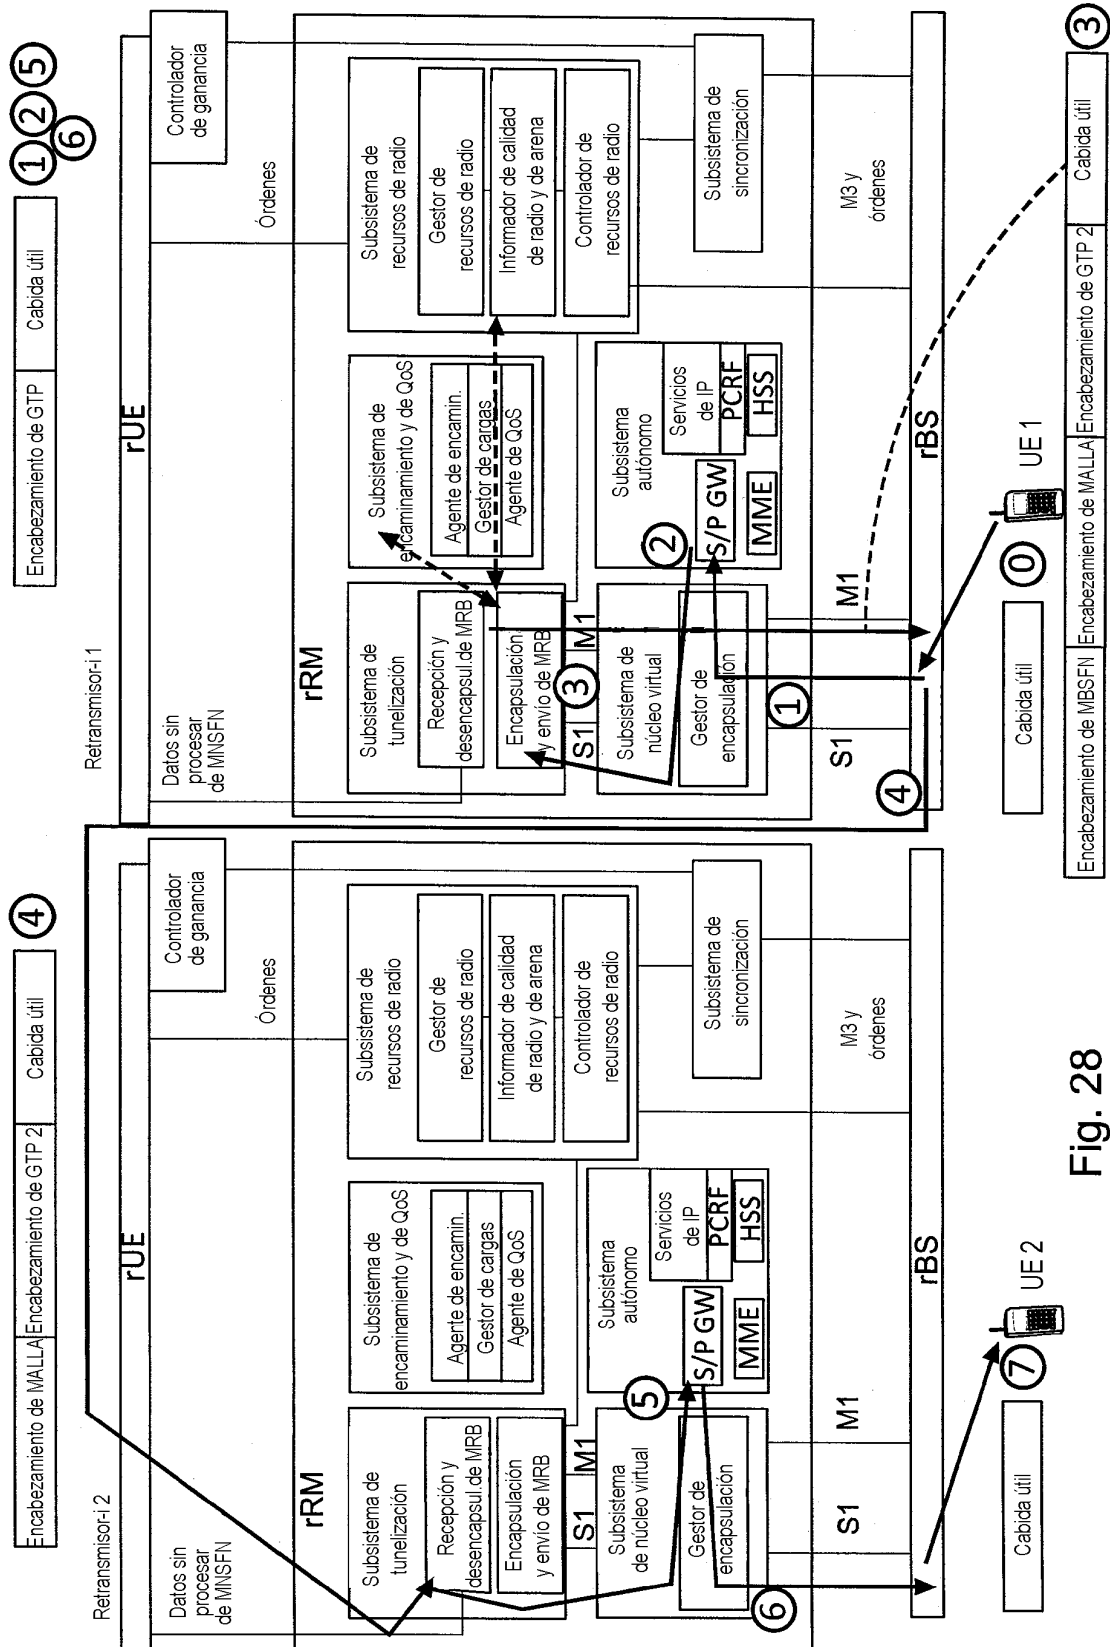 Encabezamiento de MALLA
Encabezamiento de GTP 2
Cabida útil
4
Encabezamiento de GTP
Cabida útil
1 2 5
6
Retransmisor-i 2
rUE
Datos sin
procesar
de MNSFN
Órdenes
Controlador
de ganancia
rRM
Subsistema de
tunelización
Recepción y
desencapsul.de MRB
Encapsulación
y envío de MRB
Subsistema de
encaminamiento y de QoS
Agente de encamin.
Gestor de cargas
Agente de QoS
Subsistema de
recursos de radio
Gestor de
recursos de radio
Informador de calidad
de radio y de arena
Controlador de
recursos de radio
S1
M1
5
Subsistema
de núcleo virtual
Gestor de
encapsulación
Subsistema
autónomo
S/P GW
Servicios
de IP
PCRF
MME
HSS
Subsistema de
sincronización
6
S1
M1
M3 y
órdenes
rBS
Cabida útil
7
UE 2
Retransmisor-i 1
rUE
Datos sin
procesar
de MNSFN
Órdenes
Controlador
de ganancia
rRM
Subsistema de
tunelización
Recepción y
desencapsul.de MRB
Encapsulación
y envío de MRB
Subsistema de
encaminamiento y de QoS
Agente de encamin.
Gestor de cargas
Agente de QoS
Subsistema de
recursos de radio
Gestor de
recursos de radio
Informador de calidad
de radio y de arena
Controlador de
recursos de radio
S1
3
M1
2
Subsistema de
núcleo virtual
Gestor de
encapsulación
Subsistema
autónomo
S/P GW
Servicios
de IP
PCRF
MME
HSS
Subsistema de
sincronización
1
4
S1
M1
M3 y
órdenes
rBS
Cabida útil
0
UE 1
Encabezamiento de MBSFN
Encabezamiento de MALLA
Encabezamiento de GTP 2
Cabida útil
3
Fig. 28